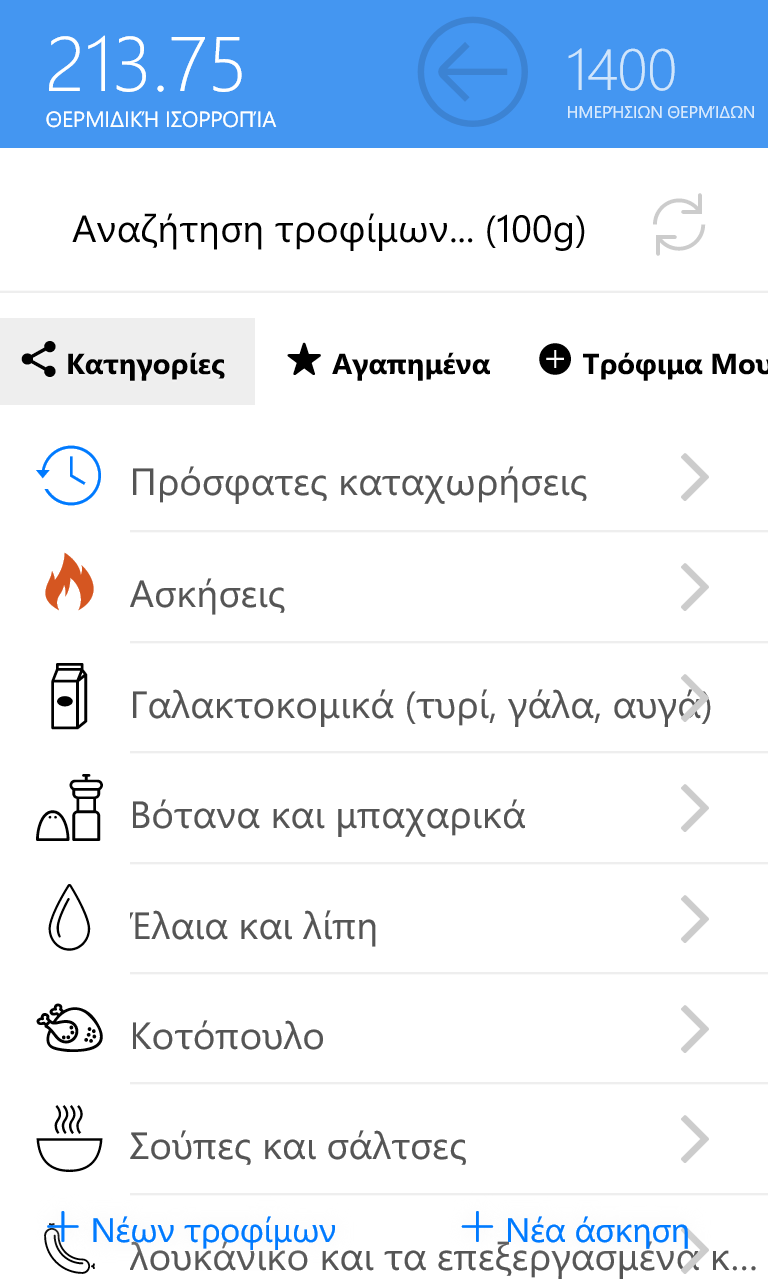 213.75
1400
ΘΕΡΜΙΔΙΚΉ ΙΣΟΡΡΟΠΊΑ
ΗΜΕΡΉΣΙΩΝ ΘΕΡΜΊΔΩΝ
Αναζήτηση τροφίμων... (100g)
Κατηγορίες
Αγαπημένα
Τρόφιμα Μου
Πρόσφατες καταχωρήσεις
Ασκήσεις
Γαλακτοκομικά (τυρί, γάλα, αυγά)
Βότανα και μπαχαρικά
Έλαια και λίπη
Κοτόπουλο
Σούπες και σάλτσες
Νέων τροφίμων
Νέα άσκηση
λουκάνικο και τα επεξεργασμένα κ...